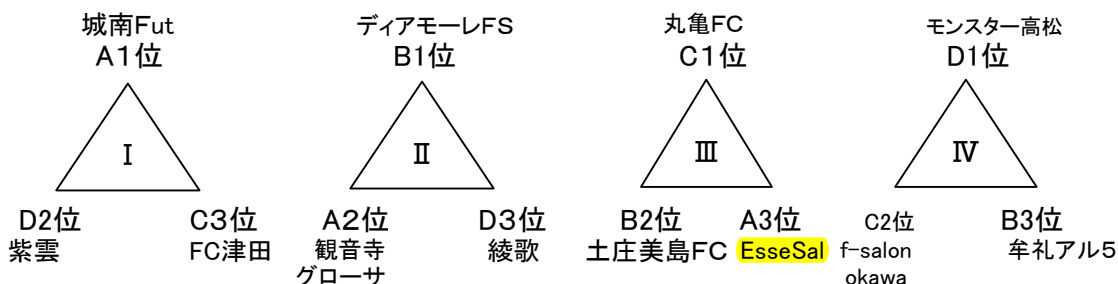 城南Fut
A1位
Ⅰ
D2位
紫雲
C3位
FC津田
ディアモーレFS
B1位
Ⅱ
A2位
観音寺
グローサ
D3位
綾歌
丸亀FC
C1位
Ⅲ
B2位
土庄美島FC
A3位
EsseSal
モンスター高松
D1位
Ⅳ
C2位
f-salon
okawa
B3位
牟礼アル5